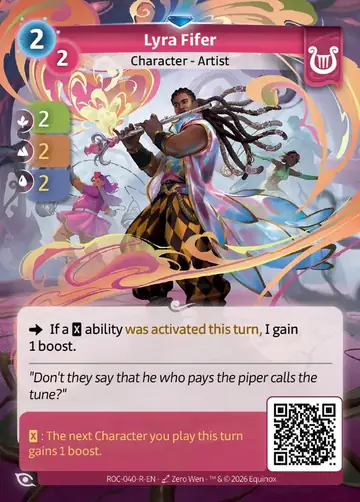 2
Lyra Fifer
2
Character - Artist
2
2
2
If a X ability was activated this turn, I gain
1 boost.
"Don't they say that he who pays the piper calls the
tune?"
X : The next Character you play this turn
gains 1 boost.
ROC-040-R-EN - Zero Wen - ™ & © 2026 Equinox